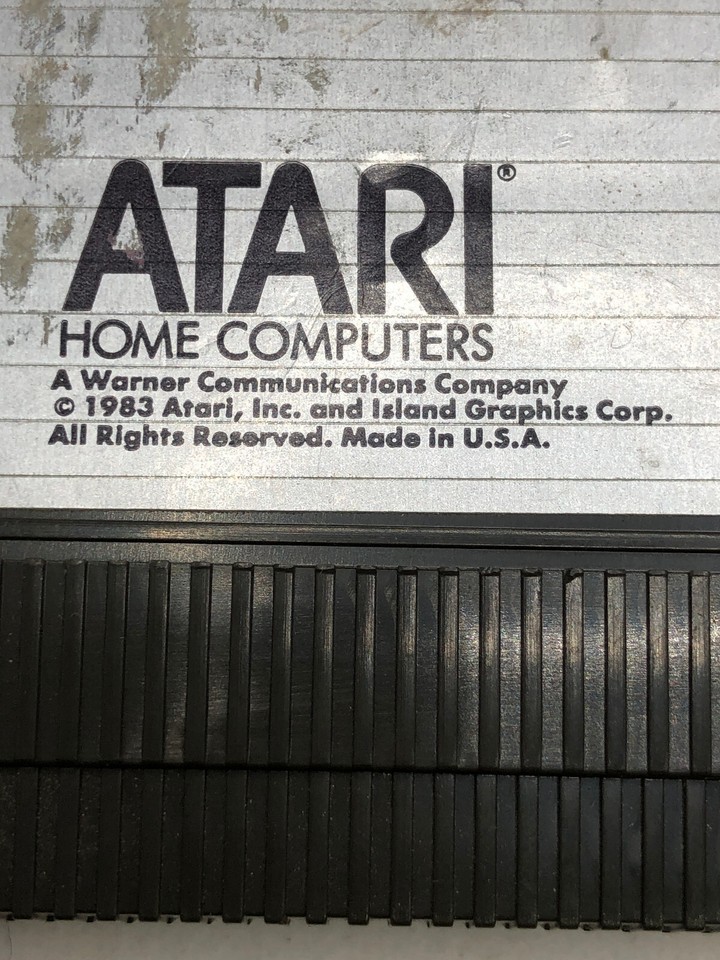 ATARI®
HOME COMPUTERS
A Warner Communications Company
© 1983 Atari, Inc. and Island Graphics Corp.
All Rights Reserved. Made in U.S.A.